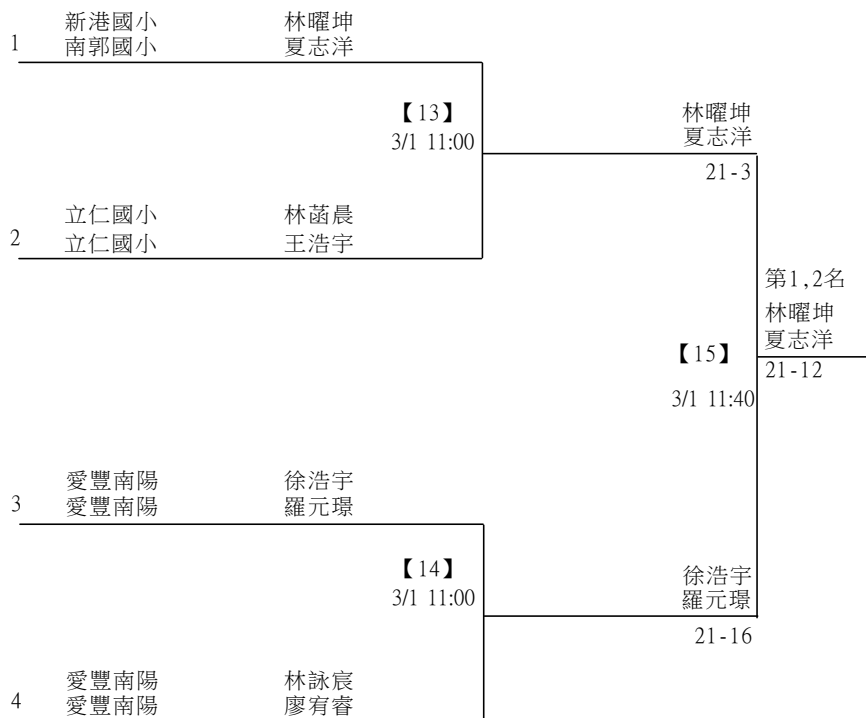 新港國小 林曜坤
1 南郭國小 夏志洋
【13】
3/1 11:00
林曜坤
夏志洋
21-3
立仁國小 林菡晨
2 立仁國小 王浩宇
第1,2名
林曜坤
夏志洋
【15】
21-12
3/1 11:40
愛豐南陽 徐浩宇
3 愛豐南陽 羅元璟
【14】
3/1 11:00
徐浩宇
羅元璟
21-16
愛豐南陽 林詠宸
4 愛豐南陽 廖宥睿